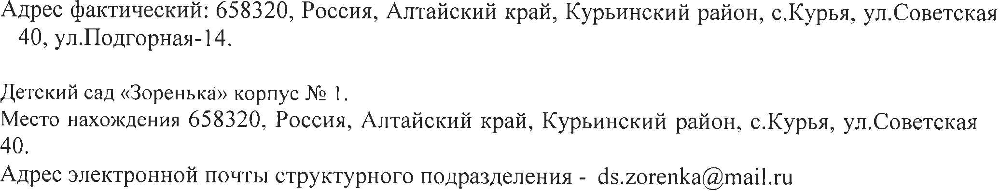 Адрес фактический: 658320, Россия, Алтайский край, Курьинский район, с.Курья, ул.Советская
40, ул.Подгорная-14.
Детский сад «Зоренька» корпус № 1.
Место нахождения 658320, Россия, Алтайский край, Курьинский район, с.Курья, ул.Советская
40.
Адрес электронной почты структурного подразделения - ds.zorenka@mail.ru